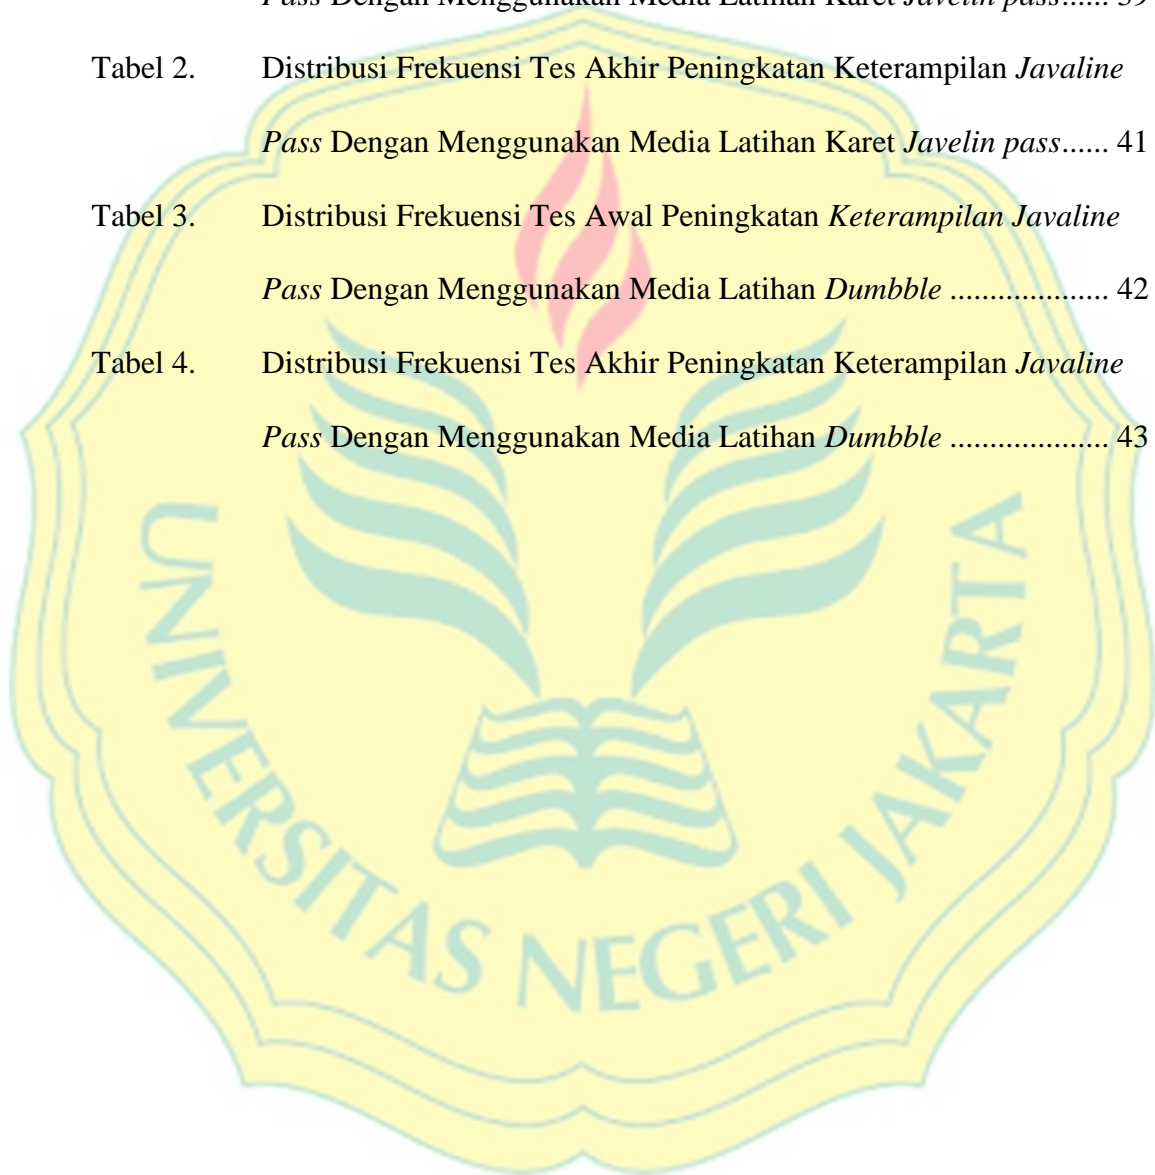 Pass Dengan Menggunakan Media Latihan Karet Javelin pass...... 39
Tabel 2. Distribusi Frekuensi Tes Akhir Peningkatan Keterampilan Javaline
Pass Dengan Menggunakan Media Latihan Karet Javelin pass...... 41
Tabel 3. Distribusi Frekuensi Tes Awal Peningkatan Keterampilan Javaline
Pass Dengan Menggunakan Media Latihan Dumbble .................... 42
Tabel 4. Distribusi Frekuensi Tes Akhir Peningkatan Keterampilan Javaline
Pass Dengan Menggunakan Media Latihan Dumbble .................... 43
UNIVERSITAS NEGERI JAKARTA